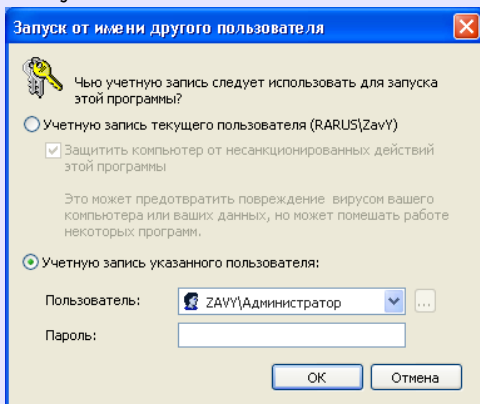 Запуск от имени другого пользователя
Чью учетную запись следует использовать для запуска
этой программы?
Учетную запись текущего пользователя (RARUS\ZavY)
Защитить компьютер от несанкционированных действий
этой программы
Это может предотвратить повреждение вирусом вашего
компьютера или ваших данных, но может помешать работе
некоторых программ.
Учетную запись указанного пользователя:
Пользователь:
ZAVY\Администратор
...
Пароль:
ОК
Отмена